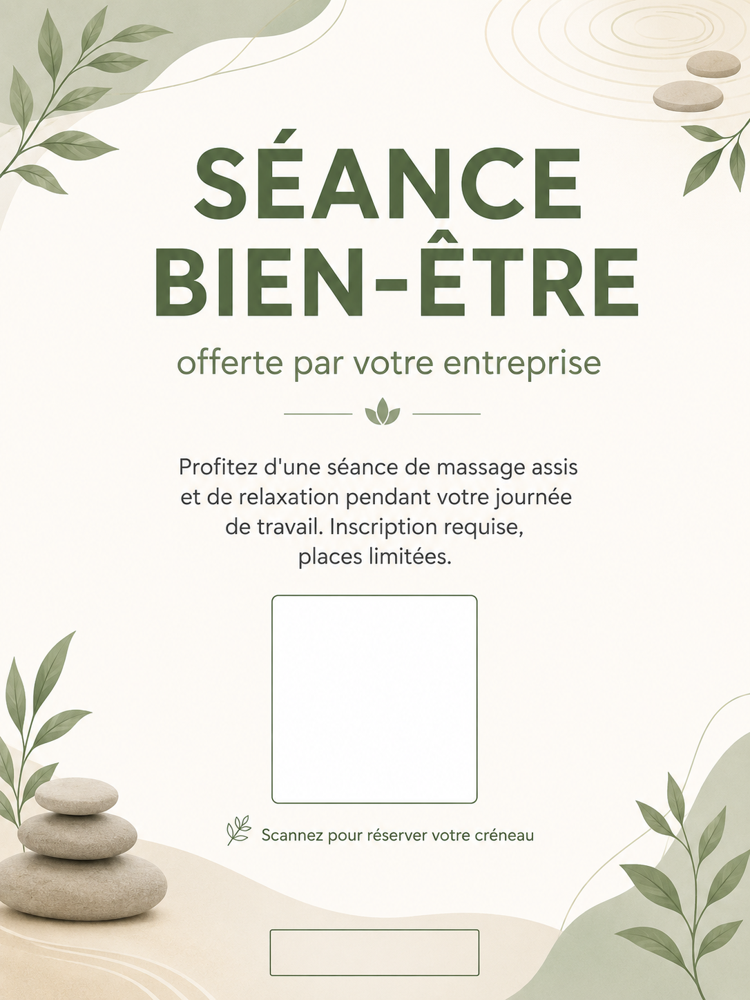 SÉANCE
BIEN-ÊTRE
offerte par votre entreprise
Profitez d'une séance de massage assis
et de relaxation pendant votre journée
de travail. Inscription requise,
places limitées.
Scannez pour réserver votre créneau